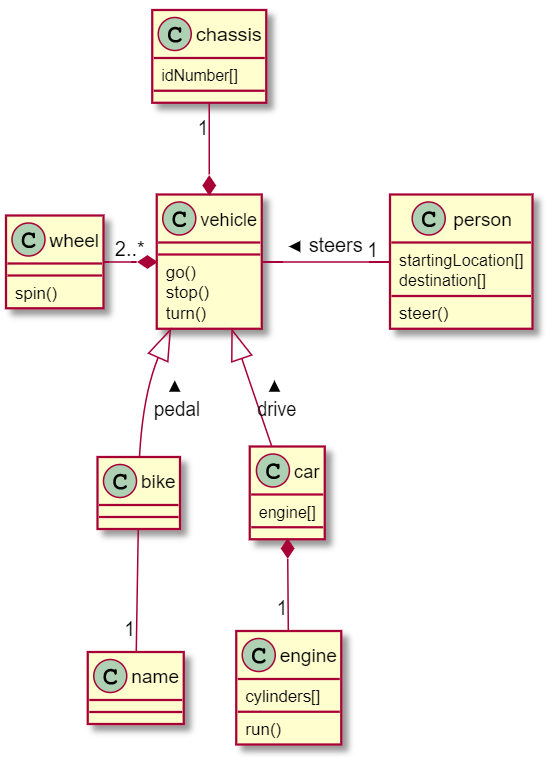 C chassis
idNumber[]
1
C wheel
spin()
2..*
C vehicle
go()
stop()
turn()
◄ steers 1
C person
startingLocation[]
destination[]
steer()
▲
pedal
▲
drive
C bike
C car
engine[]
1
1
C name
C engine
cylinders[]
run()